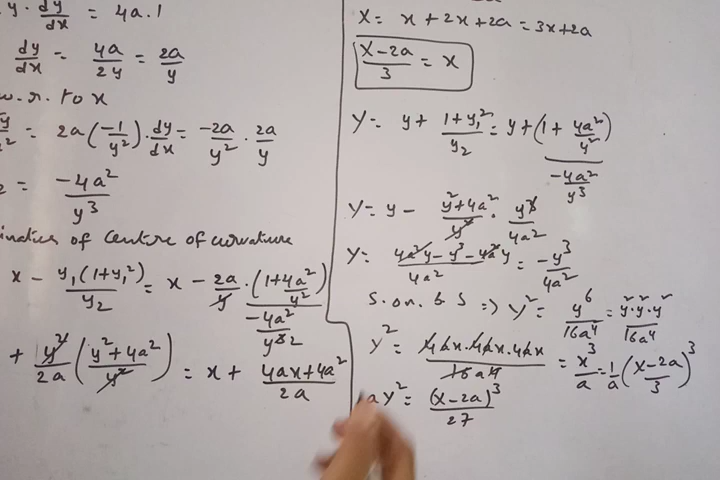 y · dy/dx = 4a.1
dy/dx = 4a/2y = 2a/y
w.r. to x
= 2a(-1/y²) · dy/dx = -2a/y² · 2a/y
= -4a²/y³
of Centre of curvature
x - y₁(1+y₁²)/y₂ = x - 2a/y · (1+4a²/y²)/(-4a²/y³)
+ y²/2a (y²+4a²/y²) = x + (4ax+4a²)/2a
X = x + 2x + 2a = 3x+2a
(X-2a)/3 = x
Y = y + (1+y₁²)/y₂ = y + (1 + 4a²/y²)/(-4a²/y³)
Y = y - (y²+4a²)/y² · y³/4a²
Y = (4a²y - y³ - 4a²y)/4a² = -y³/4a²
S.on.B S => Y² = y⁶/16a⁴ = y²·y²·y²/16a⁴
Y² = 4ax·4ax·4ax/16a⁴ = x³/a = 1/a (X-2a/3)³
aY² = (X-2a)³/27